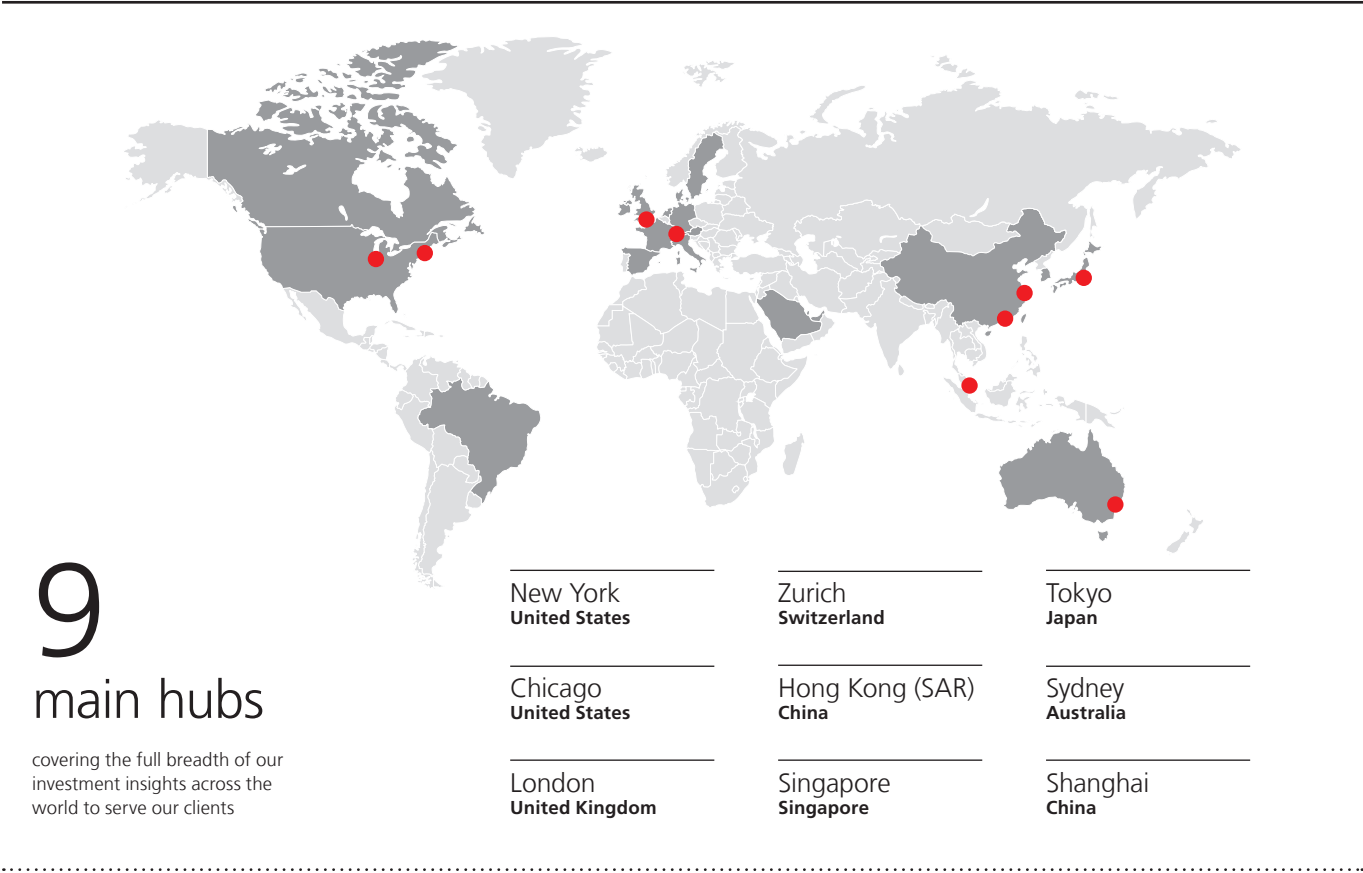 9
main hubs
covering the full breadth of our
investment insights across the
world to serve our clients
New York
United States
Chicago
United States
London
United Kingdom
Zurich
Switzerland
Hong Kong (SAR)
China
Singapore
Singapore
Tokyo
Japan
Sydney
Australia
Shanghai
China